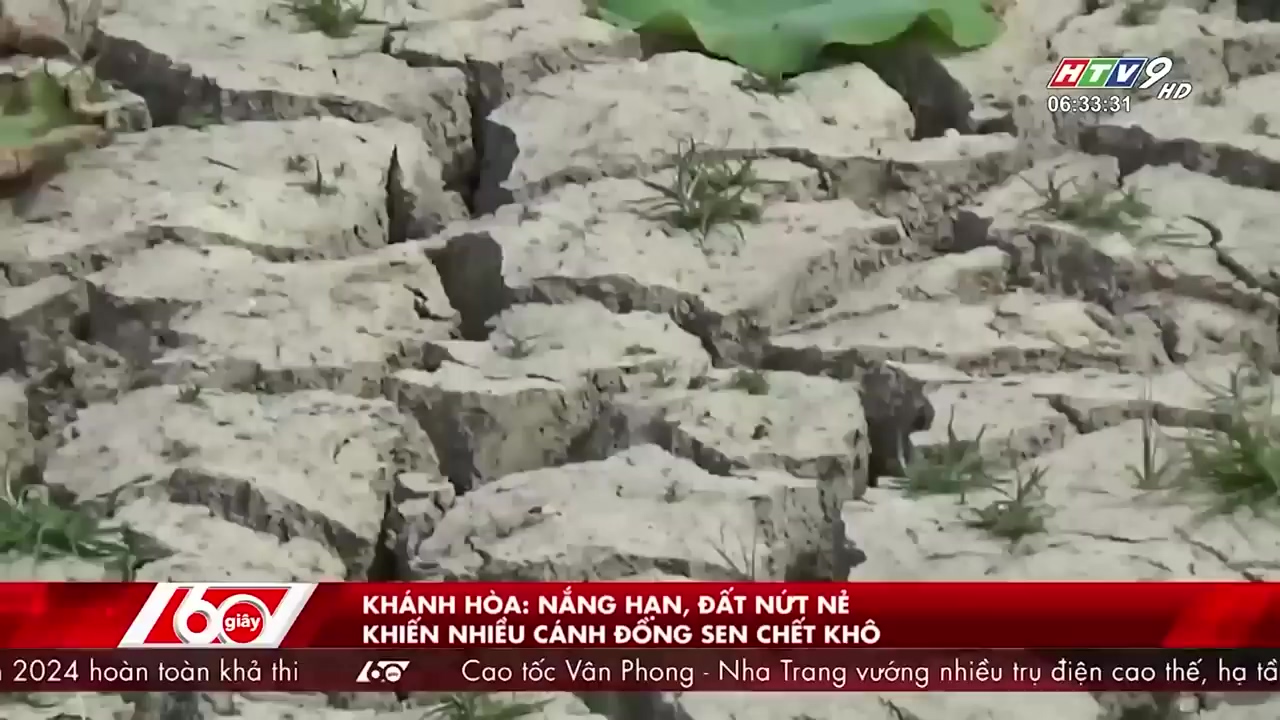 HTV9 HD
06:33:31
60 giây
KHÁNH HÒA: NẮNG HẠN, ĐẤT NỨT NẺ
KHIẾN NHIỀU CÁNH ĐỒNG SEN CHẾT KHÔ
2024 hoàn toàn khả thi 60 giây Cao tốc Vân Phong - Nha Trang vướng nhiều trụ điện cao thế, hạ